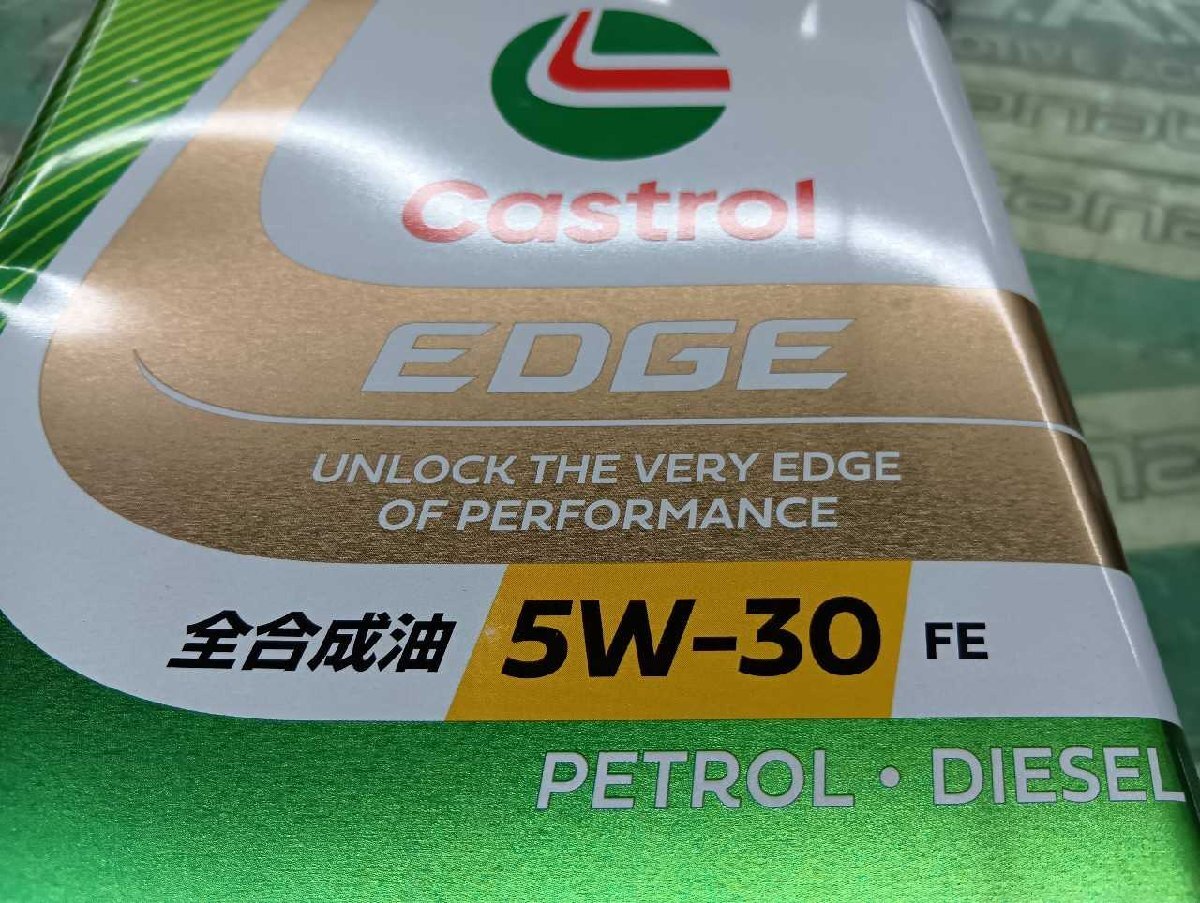 Castrol
EDGE
UNLOCK THE VERY EDGE
OF PERFORMANCE
全合成油 5W-30 FE
PETROL • DIESEL